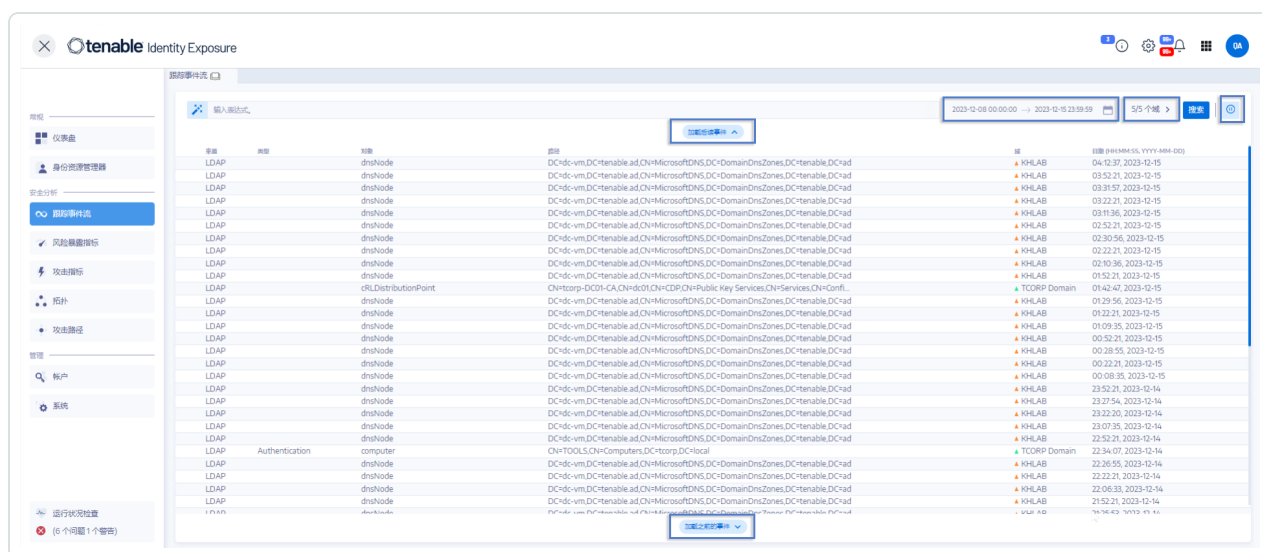 tenable Identity Exposure
3
99+
99+
QA
跟踪事件流
常规
仪表盘
身份资源管理器
安全分析
跟踪事件流
风险暴露指标
攻击指标
拓扑
攻击路径
管理
帐户
系统
运行状况检查
(6 个问题 1 个警告)
输入表达式。
2023-12-08 00:00:00 → 2023-12-15 23:59:59
5/5 个域 >
搜索
加载后续事件
来源 类型 对象 路径 域 日期 (HH:MM:SS, YYYY-MM-DD)
LDAP dnsNode DC=dc-vm,DC=tenable.ad,CN=MicrosoftDNS,DC=DomainDnsZones,DC=tenable,DC=ad KHLAB 04:12:37, 2023-12-15
LDAP dnsNode DC=dc-vm,DC=tenable.ad,CN=MicrosoftDNS,DC=DomainDnsZones,DC=tenable,DC=ad KHLAB 03:52:21, 2023-12-15
LDAP dnsNode DC=dc-vm,DC=tenable.ad,CN=MicrosoftDNS,DC=DomainDnsZones,DC=tenable,DC=ad KHLAB 03:31:57, 2023-12-15
LDAP dnsNode DC=dc-vm,DC=tenable.ad,CN=MicrosoftDNS,DC=DomainDnsZones,DC=tenable,DC=ad KHLAB 03:22:21, 2023-12-15
LDAP dnsNode DC=dc-vm,DC=tenable.ad,CN=MicrosoftDNS,DC=DomainDnsZones,DC=tenable,DC=ad KHLAB 03:11:36, 2023-12-15
LDAP dnsNode DC=dc-vm,DC=tenable.ad,CN=MicrosoftDNS,DC=DomainDnsZones,DC=tenable,DC=ad KHLAB 02:52:21, 2023-12-15
LDAP dnsNode DC=dc-vm,DC=tenable.ad,CN=MicrosoftDNS,DC=DomainDnsZones,DC=tenable,DC=ad KHLAB 02:30:56, 2023-12-15
LDAP dnsNode DC=dc-vm,DC=tenable.ad,CN=MicrosoftDNS,DC=DomainDnsZones,DC=tenable,DC=ad KHLAB 02:22:21, 2023-12-15
LDAP dnsNode DC=dc-vm,DC=tenable.ad,CN=MicrosoftDNS,DC=DomainDnsZones,DC=tenable,DC=ad KHLAB 02:10:36, 2023-12-15
LDAP dnsNode DC=dc-vm,DC=tenable.ad,CN=MicrosoftDNS,DC=DomainDnsZones,DC=tenable,DC=ad KHLAB 01:52:21, 2023-12-15
LDAP cRLDistributionPoint CN=tcorp-DC01-CA,CN=dc01,CN=CDP,CN=Public Key Services,CN=Services,CN=Confi... TCORP Domain 01:42:47, 2023-12-15
LDAP dnsNode DC=dc-vm,DC=tenable.ad,CN=MicrosoftDNS,DC=DomainDnsZones,DC=tenable,DC=ad KHLAB 01:29:56, 2023-12-15
LDAP dnsNode DC=dc-vm,DC=tenable.ad,CN=MicrosoftDNS,DC=DomainDnsZones,DC=tenable,DC=ad KHLAB 01:22:21, 2023-12-15
LDAP dnsNode DC=dc-vm,DC=tenable.ad,CN=MicrosoftDNS,DC=DomainDnsZones,DC=tenable,DC=ad KHLAB 01:09:35, 2023-12-15
LDAP dnsNode DC=dc-vm,DC=tenable.ad,CN=MicrosoftDNS,DC=DomainDnsZones,DC=tenable,DC=ad KHLAB 00:52:21, 2023-12-15
LDAP dnsNode DC=dc-vm,DC=tenable.ad,CN=MicrosoftDNS,DC=DomainDnsZones,DC=tenable,DC=ad KHLAB 00:28:55, 2023-12-15
LDAP dnsNode DC=dc-vm,DC=tenable.ad,CN=MicrosoftDNS,DC=DomainDnsZones,DC=tenable,DC=ad KHLAB 00:22:21, 2023-12-15
LDAP dnsNode DC=dc-vm,DC=tenable.ad,CN=MicrosoftDNS,DC=DomainDnsZones,DC=tenable,DC=ad KHLAB 00:08:35, 2023-12-15
LDAP dnsNode DC=dc-vm,DC=tenable.ad,CN=MicrosoftDNS,DC=DomainDnsZones,DC=tenable,DC=ad KHLAB 23:52:21, 2023-12-14
LDAP dnsNode DC=dc-vm,DC=tenable.ad,CN=MicrosoftDNS,DC=DomainDnsZones,DC=tenable,DC=ad KHLAB 23:27:54, 2023-12-14
LDAP dnsNode DC=dc-vm,DC=tenable.ad,CN=MicrosoftDNS,DC=DomainDnsZones,DC=tenable,DC=ad KHLAB 23:22:20, 2023-12-14
LDAP dnsNode DC=dc-vm,DC=tenable.ad,CN=MicrosoftDNS,DC=DomainDnsZones,DC=tenable,DC=ad KHLAB 23:07:35, 2023-12-14
LDAP dnsNode DC=dc-vm,DC=tenable.ad,CN=MicrosoftDNS,DC=DomainDnsZones,DC=tenable,DC=ad KHLAB 22:52:21, 2023-12-14
LDAP Authentication computer CN=TOOLS,CN=Computers,DC=tcorp,DC=local TCORP Domain 22:34:07, 2023-12-14
LDAP dnsNode DC=dc-vm,DC=tenable.ad,CN=MicrosoftDNS,DC=DomainDnsZones,DC=tenable,DC=ad KHLAB 22:26:55, 2023-12-14
LDAP dnsNode DC=dc-vm,DC=tenable.ad,CN=MicrosoftDNS,DC=DomainDnsZones,DC=tenable,DC=ad KHLAB 22:22:21, 2023-12-14
LDAP dnsNode DC=dc-vm,DC=tenable.ad,CN=MicrosoftDNS,DC=DomainDnsZones,DC=tenable,DC=ad KHLAB 22:06:33, 2023-12-14
LDAP dnsNode DC=dc-vm,DC=tenable.ad,CN=MicrosoftDNS,DC=DomainDnsZones,DC=tenable,DC=ad KHLAB 21:52:21, 2023-12-14
LDAP dnsNode DC=dc-vm,DC=tenable.ad,CN=MicrosoftDNS,DC=DomainDnsZones,DC=tenable,DC=ad KHLAB 21:25:53, 2023-12-14
加载之前的事件